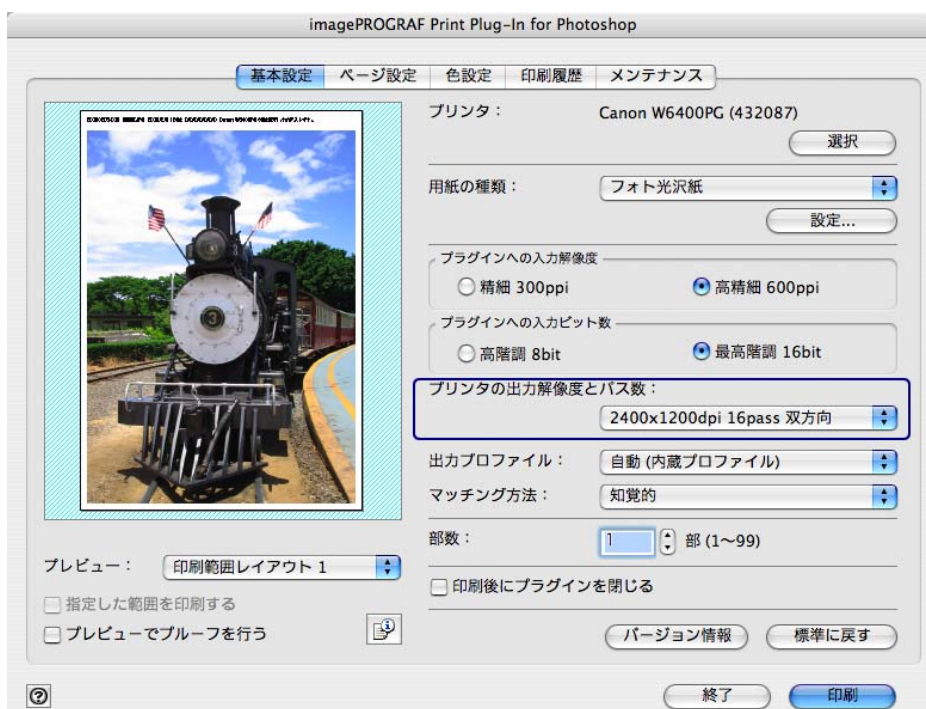 imagePROGRAF Print Plug-In for Photoshop
基本設定 ページ設定 色設定 印刷履歴 メンテナンス
プリンタ： Canon W6400PG (432087)
選択
用紙の種類： フォト光沢紙
設定...
プラグインへの入力解像度
精細 300ppi 高精細 600ppi
プラグインへの入力ビット数
高階調 8bit 最高階調 16bit
プリンタの出力解像度とパス数：
2400x1200dpi 16pass 双方向
出力プロファイル： 自動 (内蔵プロファイル)
マッチング方法： 知覚的
部数： 1 部 (1〜99)
印刷後にプラグインを閉じる
バージョン情報 標準に戻す
3
プレビュー： 印刷範囲レイアウト 1
指定した範囲を印刷する
プレビューでプルーフを行う
? 終了 印刷